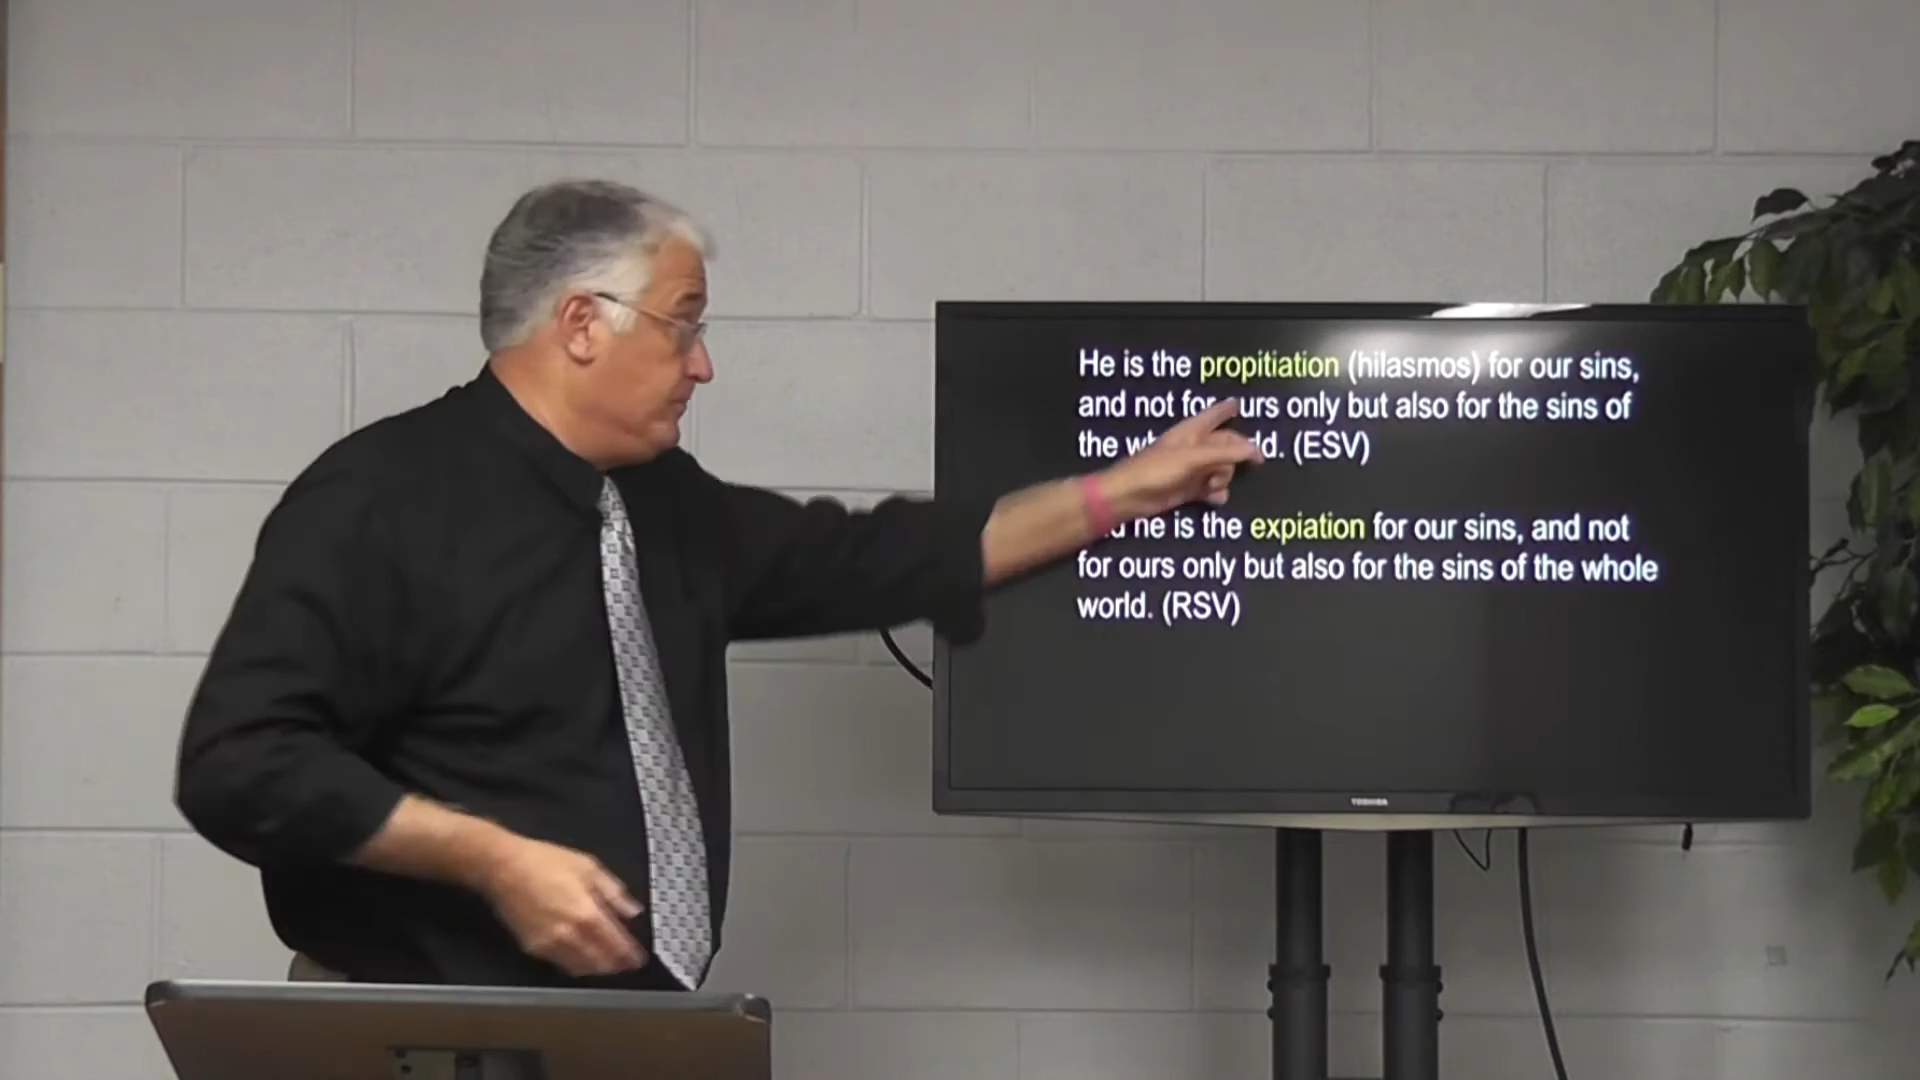 He is the propitiation (hilasmos) for our sins,
and not for ours only but also for the sins of
the d. (ESV)
he is the expiation for our sins, and not
for ours only but also for the sins of the whole
world. (RSV)
TOSHIBA